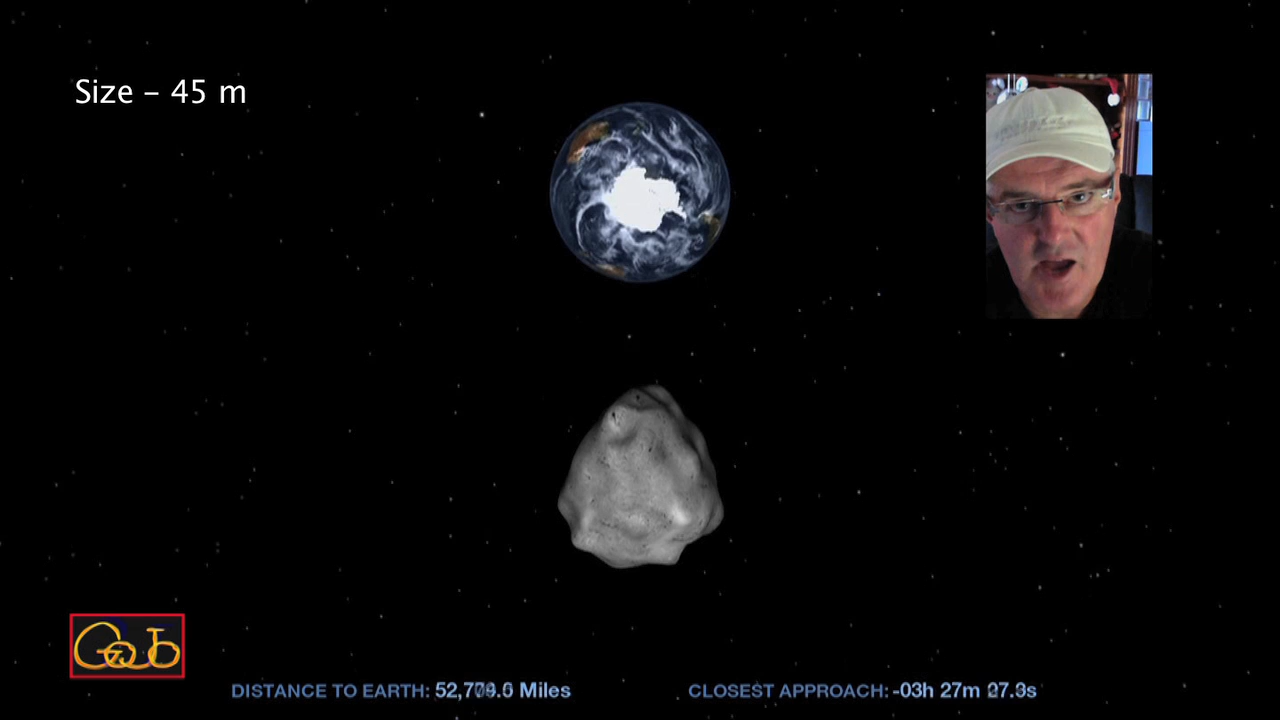 Size – 45 m
DISTANCE TO EARTH: Miles
CLOSEST APPROACH: -03h 27m